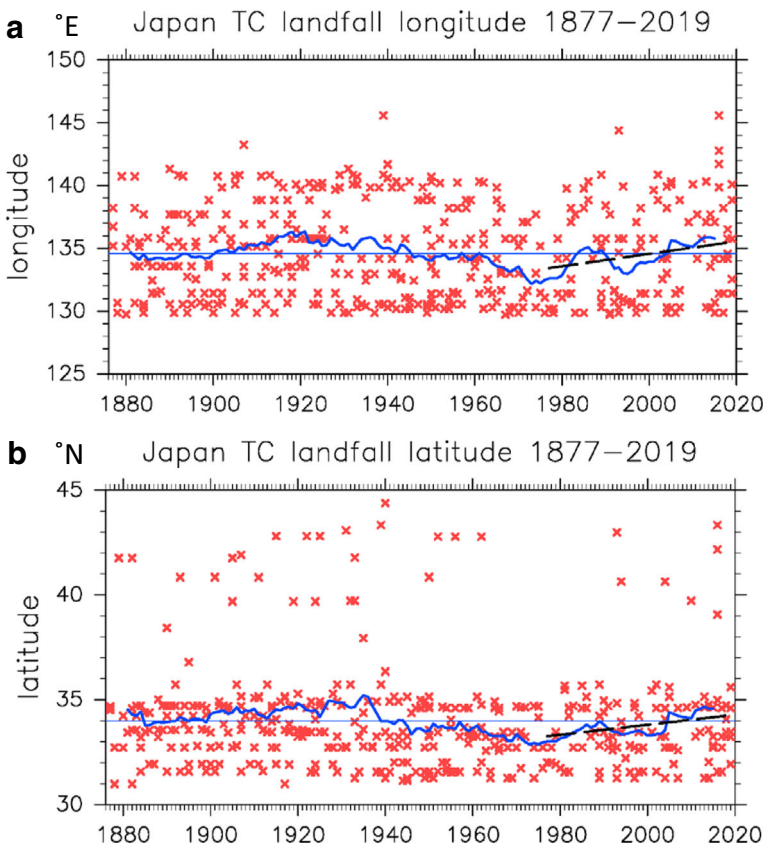 a °E Japan TC landfall longitude 1877–2019
150
145
140
135
130
125
longitude
1880 1900 1920 1940 1960 1980 2000 2020
b °N Japan TC landfall latitude 1877–2019
45
40
35
30
latitude
1880 1900 1920 1940 1960 1980 2000 2020